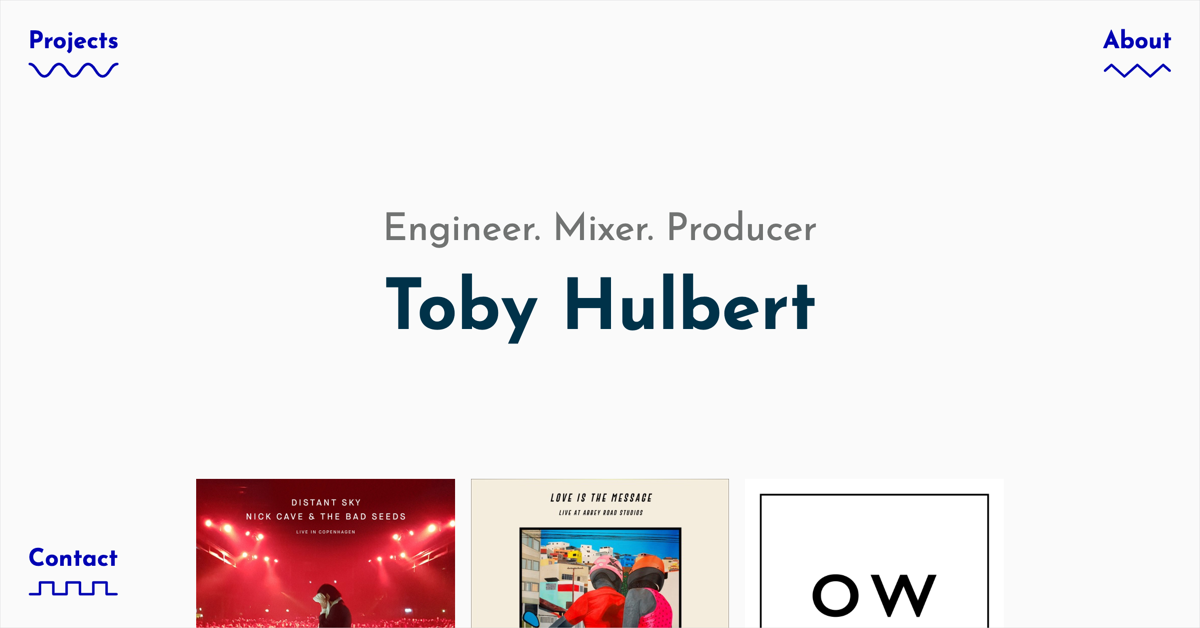 Projects
About
Engineer. Mixer. Producer
Toby Hulbert
DISTANT SKY
NICK CAVE & THE BAD SEEDS
LIVE IN COPENHAGEN
LOVE IS THE MESSAGE
LIVE AT ABBEY ROAD STUDIOS
OW
Contact